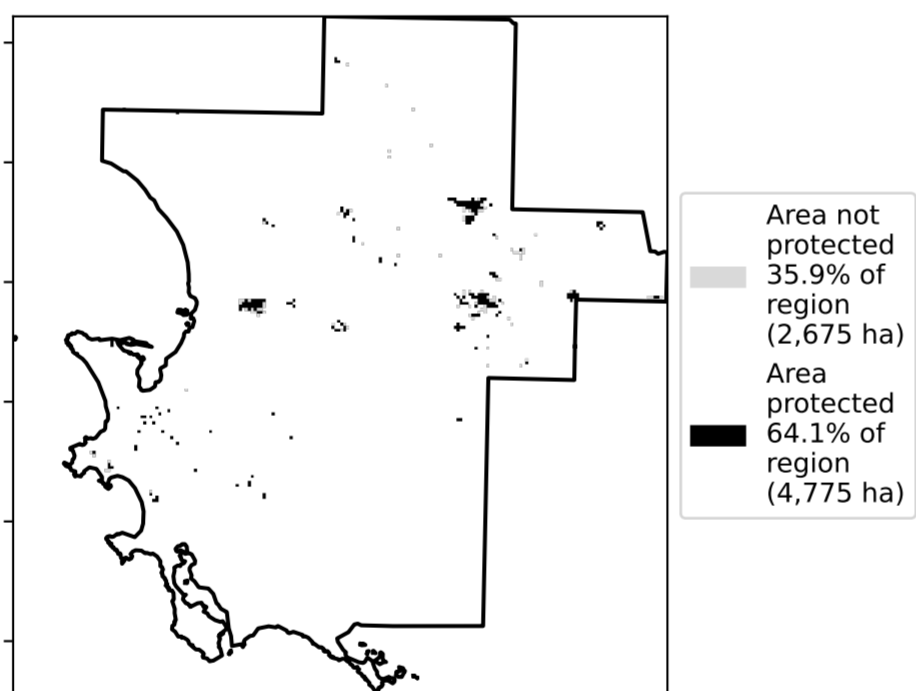 Area not
protected
35.9% of
region
(2,675 ha)
Area
protected
64.1% of
region
(4,775 ha)